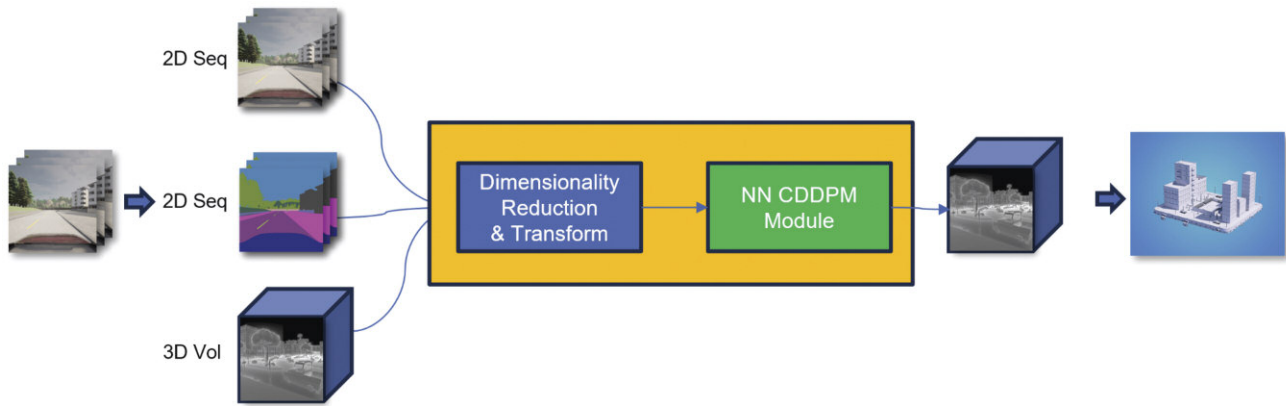 2D Seq
2D Seq
3D Vol
Dimensionality
Reduction
& Transform
NN CDDPM
Module